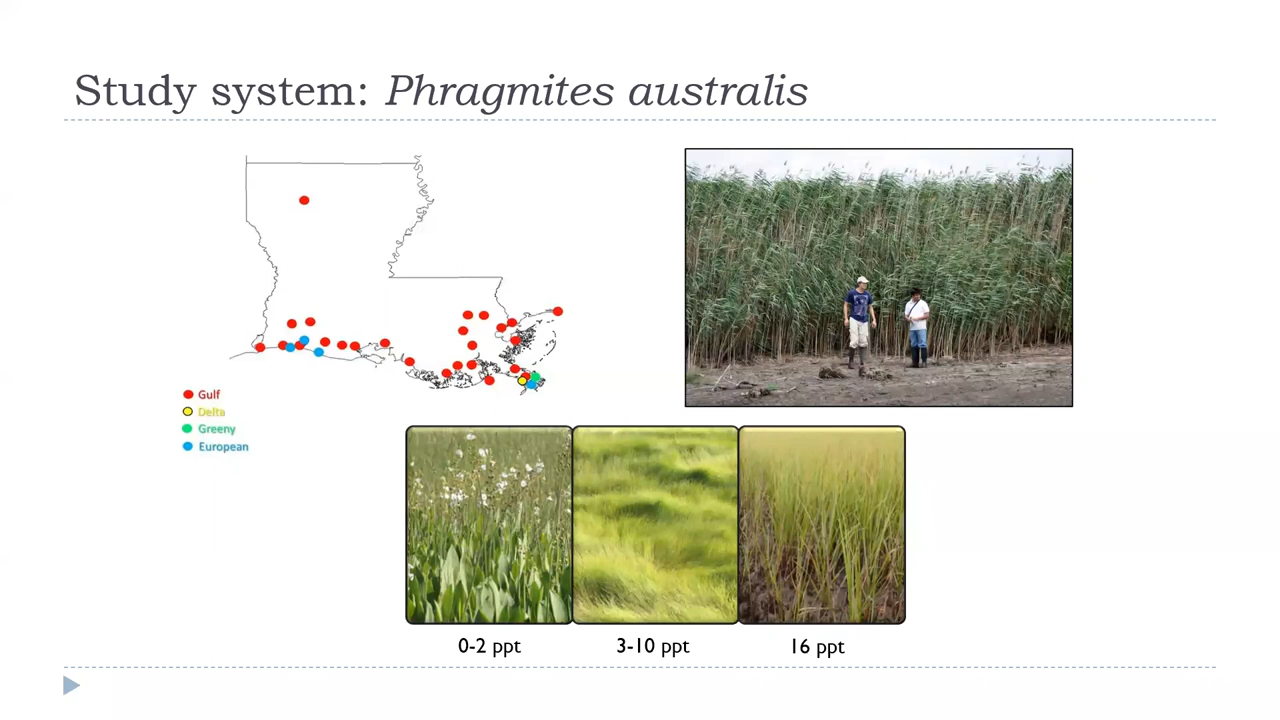 Study system: Phragmites australis
Gulf
Delta
Greeny
European
0-2 ppt
3-10 ppt
16 ppt